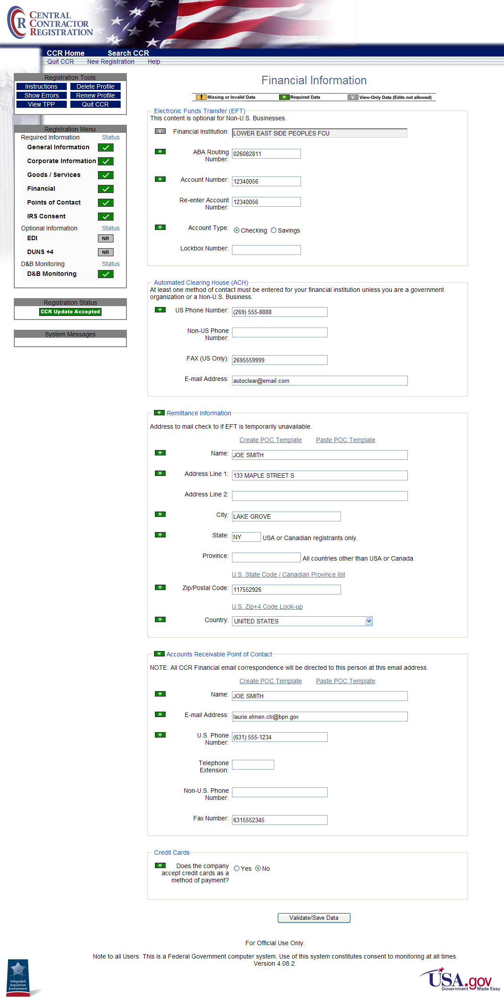 CENTRAL
CONTRACTOR
REGISTRATION
CCR Home Search CCR
Quit CCR New Registration Help
Registration Tools
Instructions Delete Profile
Show Errors Renew Profile
View TPP Quit CCR
Registration Menu
Required Information Status
General Information
Corporate Information
Goods / Services
Financial
Points of Contact
IRS Consent
Optional Information Status
EDI NR
DUNS +4 NR
D&B Monitoring Status
D&B Monitoring
Registration Status
CCR Update Accepted
System Messages
Financial Information
! Missing or Invalid Data * Required Data V View-Only Data (Edits not allowed)
Electronic Funds Transfer (EFT)
This content is optional for Non-U.S. Businesses.
V Financial Institution: LOWER EAST SIDE PEOPLES FCU
* ABA Routing Number: 026082811
* Account Number: 12340056
Re-enter Account Number: 12340056
* Account Type: Checking Savings
Lockbox Number:
Automated Clearing House (ACH)
At least one method of contact must be entered for your financial institution unless you are a government
organization or a Non-U.S. Business.
* US Phone Number: (269) 555-8888
Non-US Phone Number:
FAX (US Only): 2695559999
E-mail Address: autoclear@email.com
* Remittance Information
Address to mail check to if EFT is temporarily unavailable.
Create POC Template Paste POC Template
* Name: JOE SMITH
* Address Line 1: 133 MAPLE STREET S
Address Line 2:
* City: LAKE GROVE
* State: NY USA or Canadian registrants only.
Province: All countries other than USA or Canada.
U.S. State Code / Canadian Province list
* Zip/Postal Code: 117552926
U.S. Zip+4 Code Look-up
* Country: UNITED STATES
* Accounts Receivable Point of Contact
NOTE: All CCR Financial email correspondence will be directed to this person at this email address.
Create POC Template Paste POC Template
* Name: JOE SMITH
* E-mail Address: laurie.elmen.ctr@bpn.gov
* U.S. Phone Number: (631) 555-1234
Telephone Extension:
Non-U.S. Phone Number:
Fax Number: 6315552345
Credit Cards
* Does the company accept credit cards as a method of payment? Yes No
Validate/Save Data
For Official Use Only.
Note to all Users: This is a Federal Government computer system. Use of this system constitutes consent to monitoring at all times.
Version 4.08.2.
Integrated
Acquisition
Environment
USA.gov
Government Made Easy